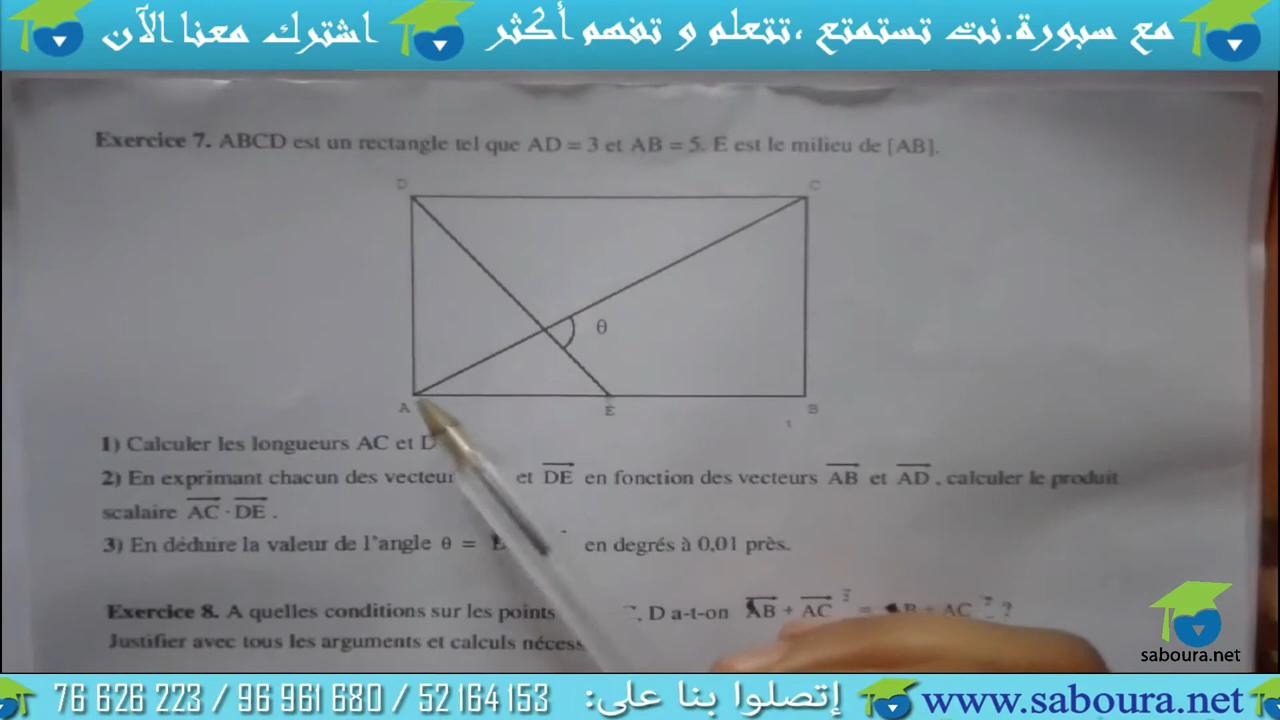 مع سبورة.نت تستمتع ،تتعلم و تفهم أكثر اشترك معنا الآن
Exercice 7. ABCD est un rectangle tel que AD = 3 et AB = 5. E est le milieu de [AB].
D C
θ
A E B
1) Calculer les longueurs AC et D
2) En exprimant chacun des et DE en fonction des vecteurs AB et AD , calculer le produit
scalaire AC · DE .
3) En déduire la valeur de l'angle θ = en degrés à 0,01 près.
Exercice 8. A quelles conditions sur les points , D a-t-on AB + AC ² = AC ² ?
Justifier avec tous les arguments et calculs
saboura.net
76 626 223 / 96 961 680 / 52 164 153 إتصلوا بنا على: www.saboura.net